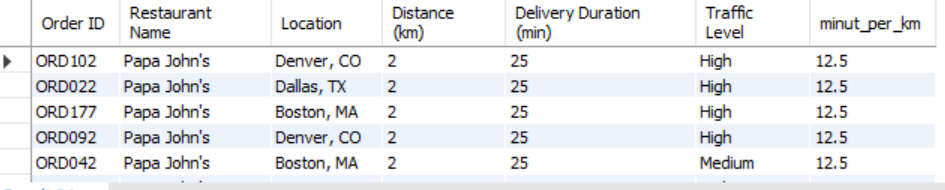 Order ID Restaurant Name Location Distance (km) Delivery Duration (min) Traffic Level minut_per_km
ORD102 Papa John's Denver, CO 2 25 High 12.5
ORD022 Papa John's Dallas, TX 2 25 High 12.5
ORD177 Papa John's Boston, MA 2 25 High 12.5
ORD092 Papa John's Denver, CO 2 25 High 12.5
ORD042 Papa John's Boston, MA 2 25 Medium 12.5